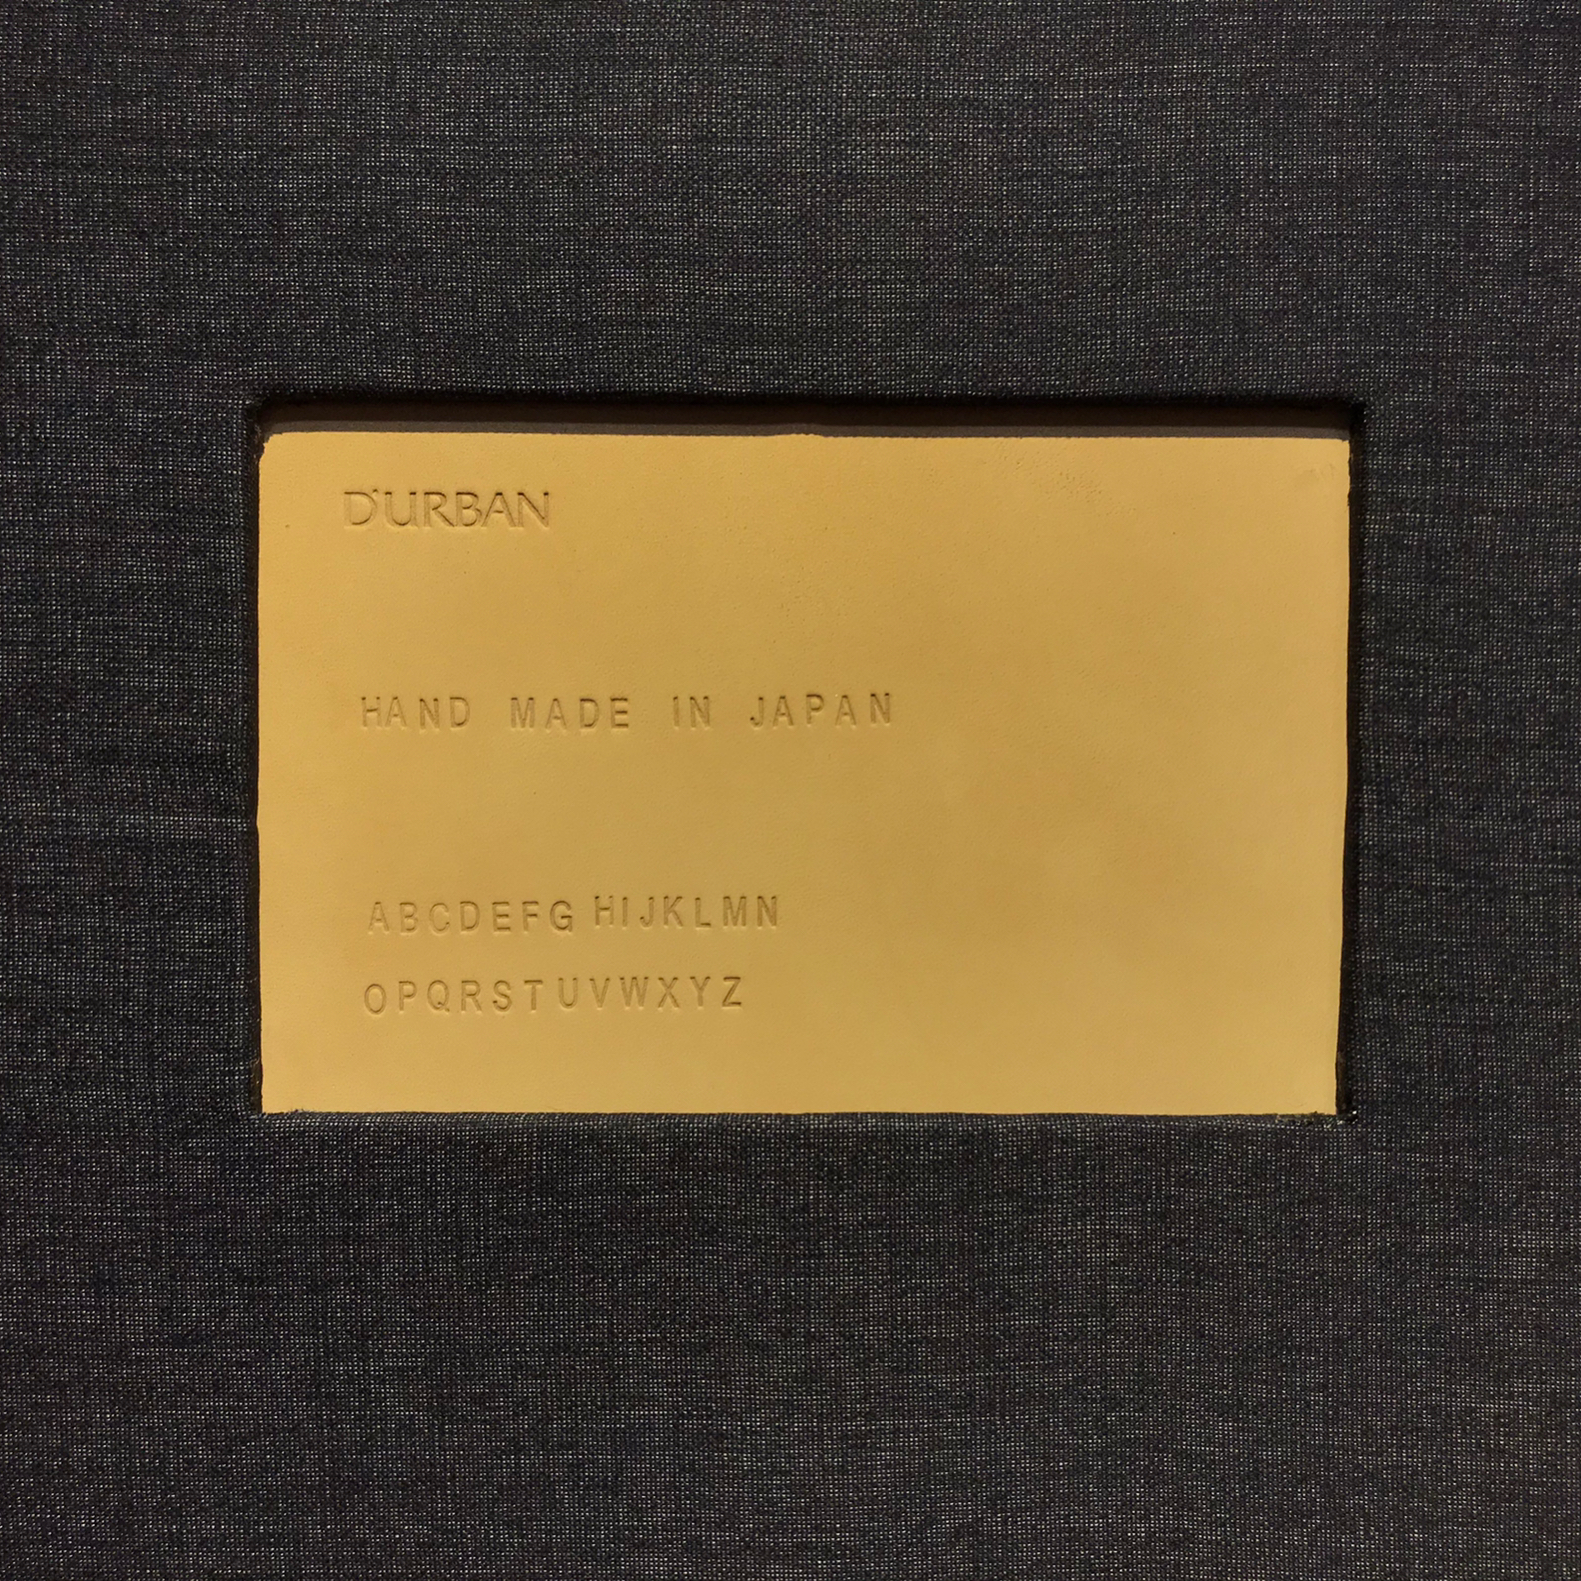 D'URBAN
HAND MADE IN JAPAN
ABCDEFG HIJKLMN
OPQRSTUVWXYZ